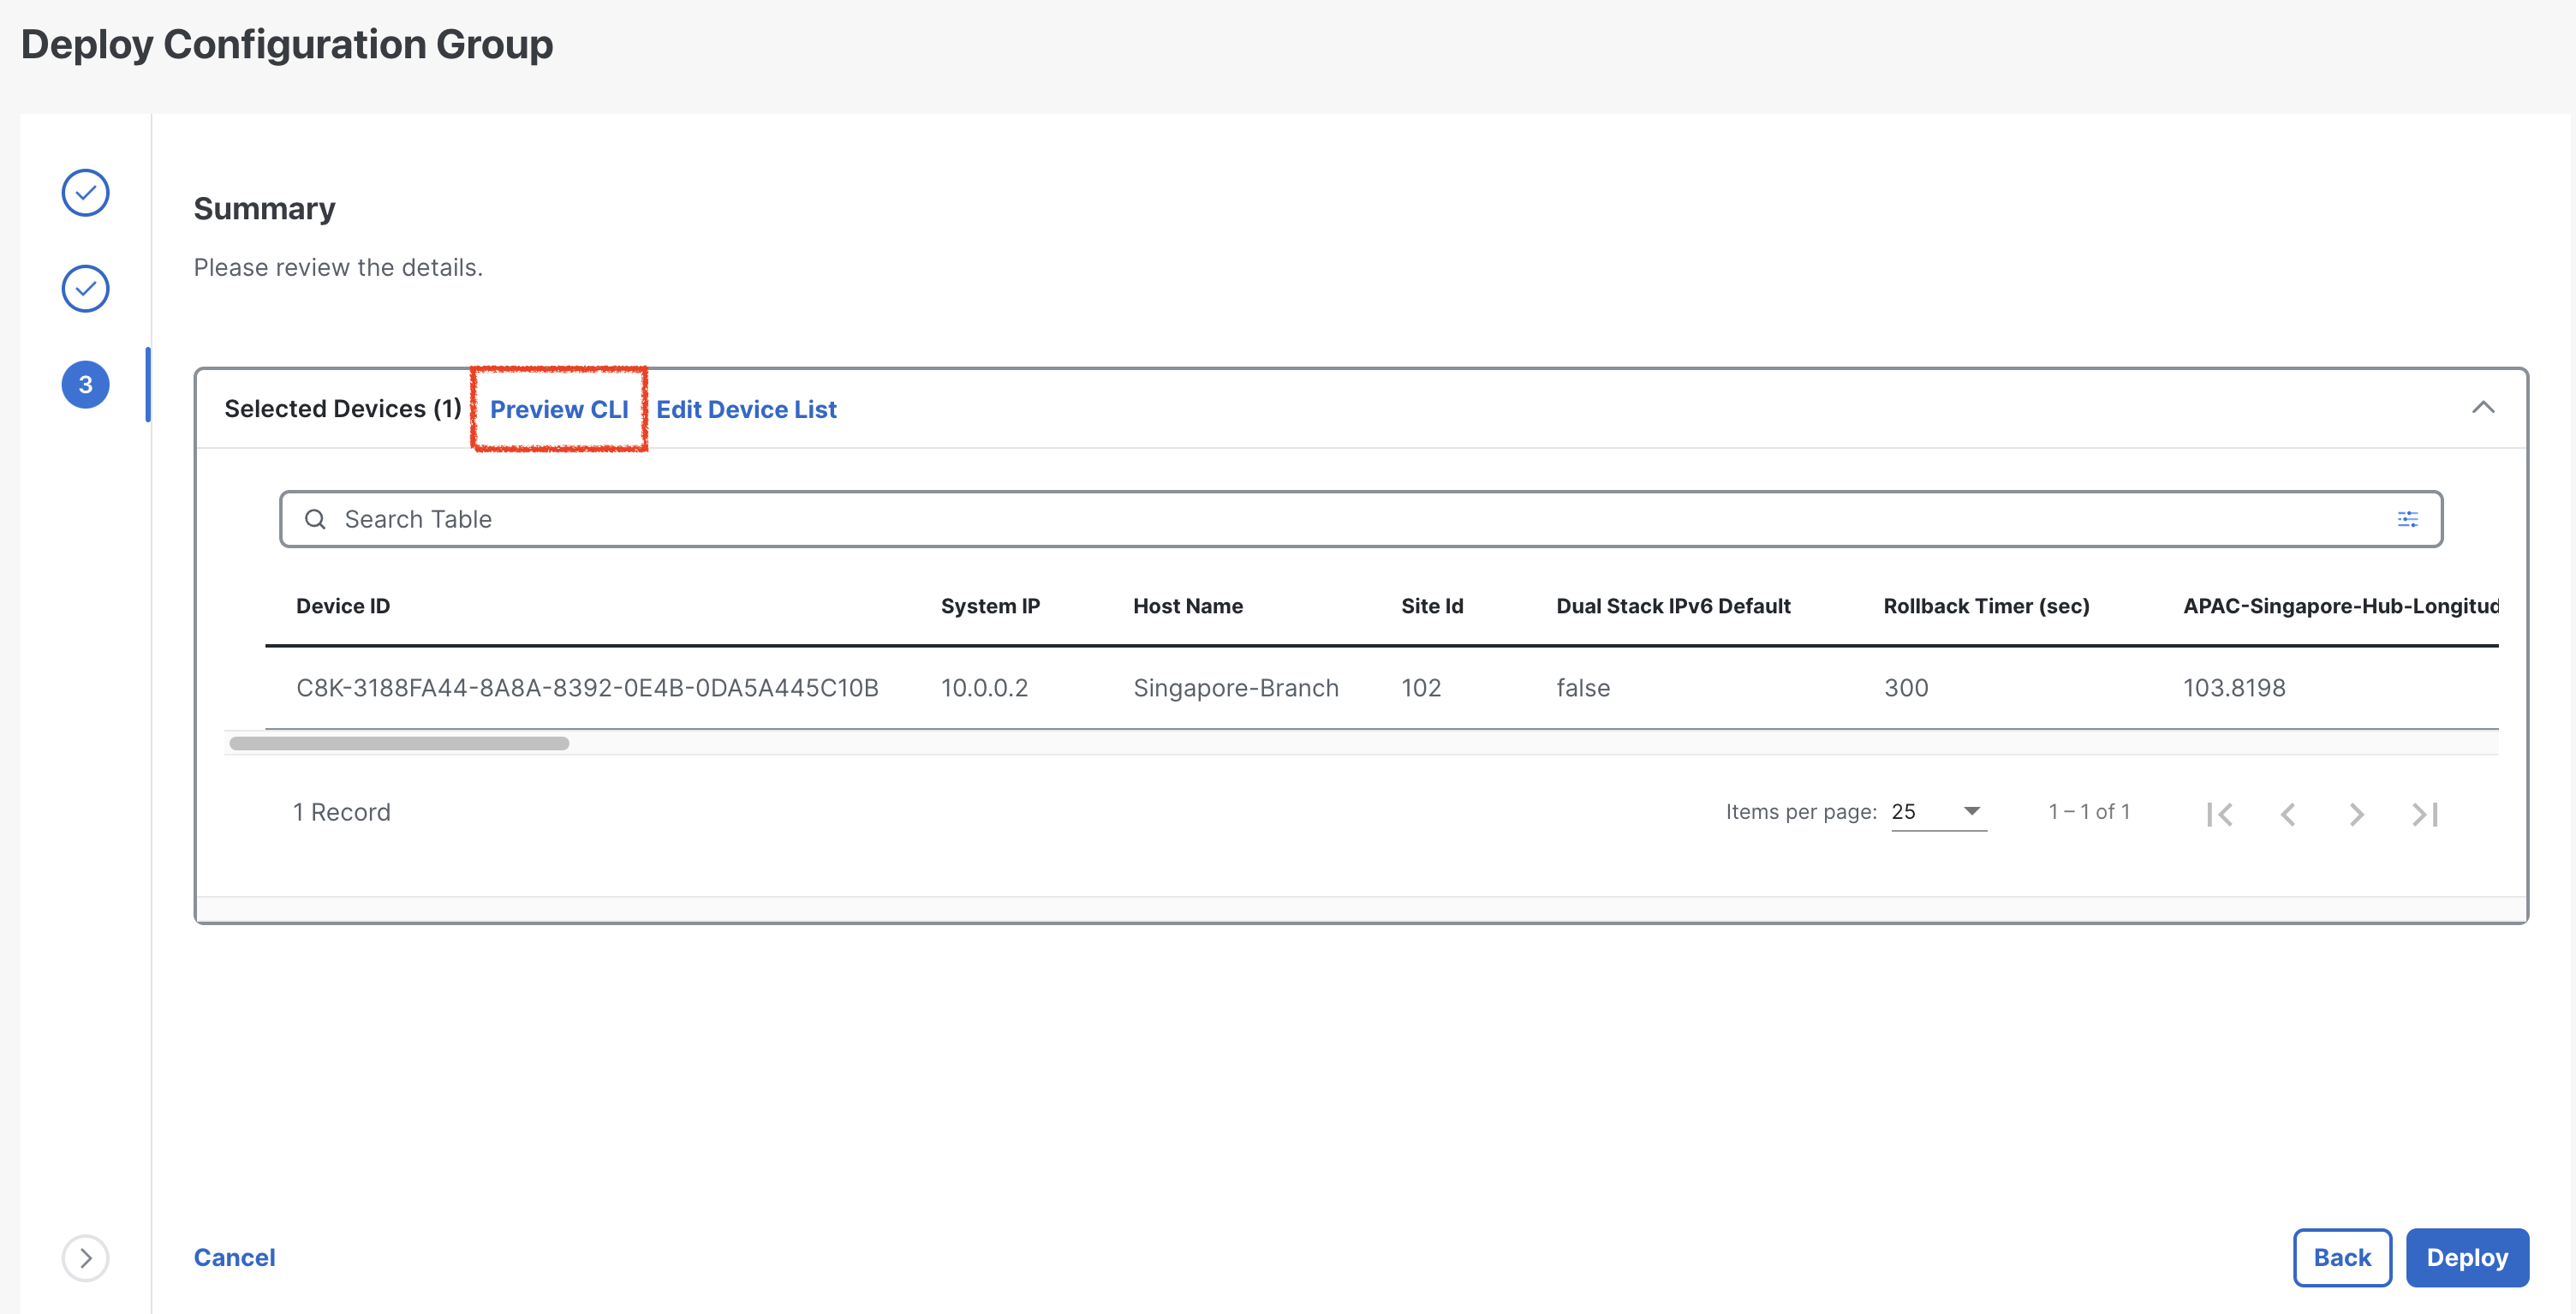 Deploy Configuration Group
Summary
Please review the details.
3
Selected Devices (1) Preview CLI Edit Device List
Search Table
Device ID System IP Host Name Site Id Dual Stack IPv6 Default Rollback Timer (sec) APAC-Singapore-Hub-Longitud
C8K-3188FA44-8A8A-8392-0E4B-0DA5A445C10B 10.0.0.2 Singapore-Branch 102 false 300 103.8198
1 Record Items per page: 25 1 – 1 of 1
Cancel Back Deploy